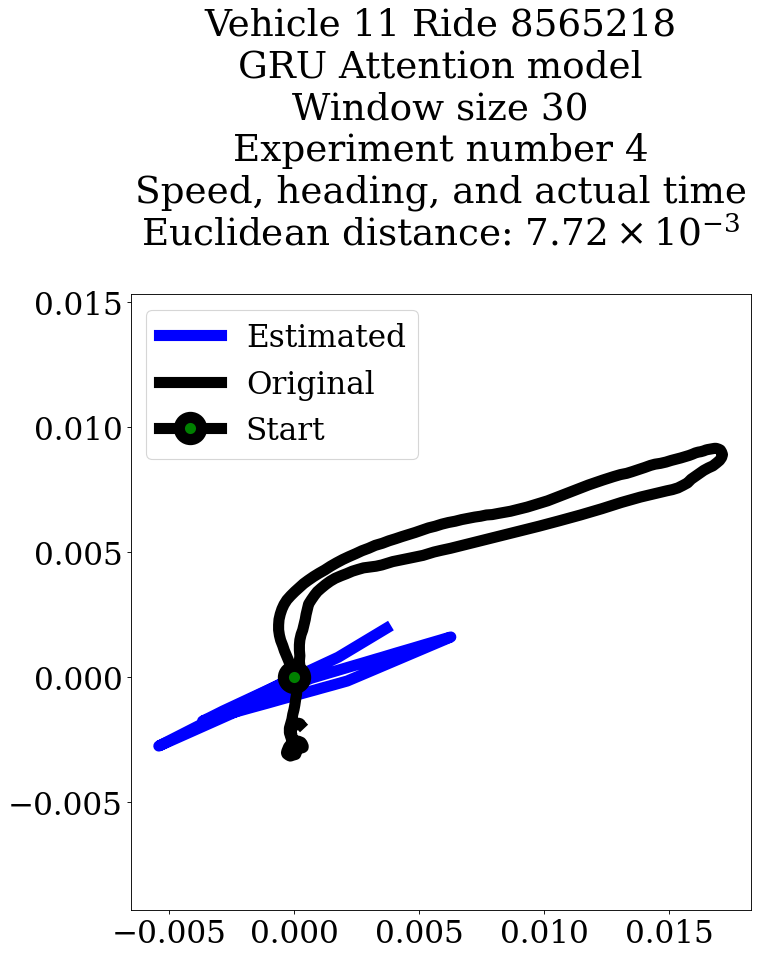 Vehicle 11 Ride 8565218
GRU Attention model
Window size 30
Experiment number 4
Speed, heading, and actual time
Euclidean distance: 7.72 × 10⁻³
0.015
Estimated
Original
Start
0.010
0.005
0.000
−0.005
−0.005 0.000 0.005 0.010 0.015